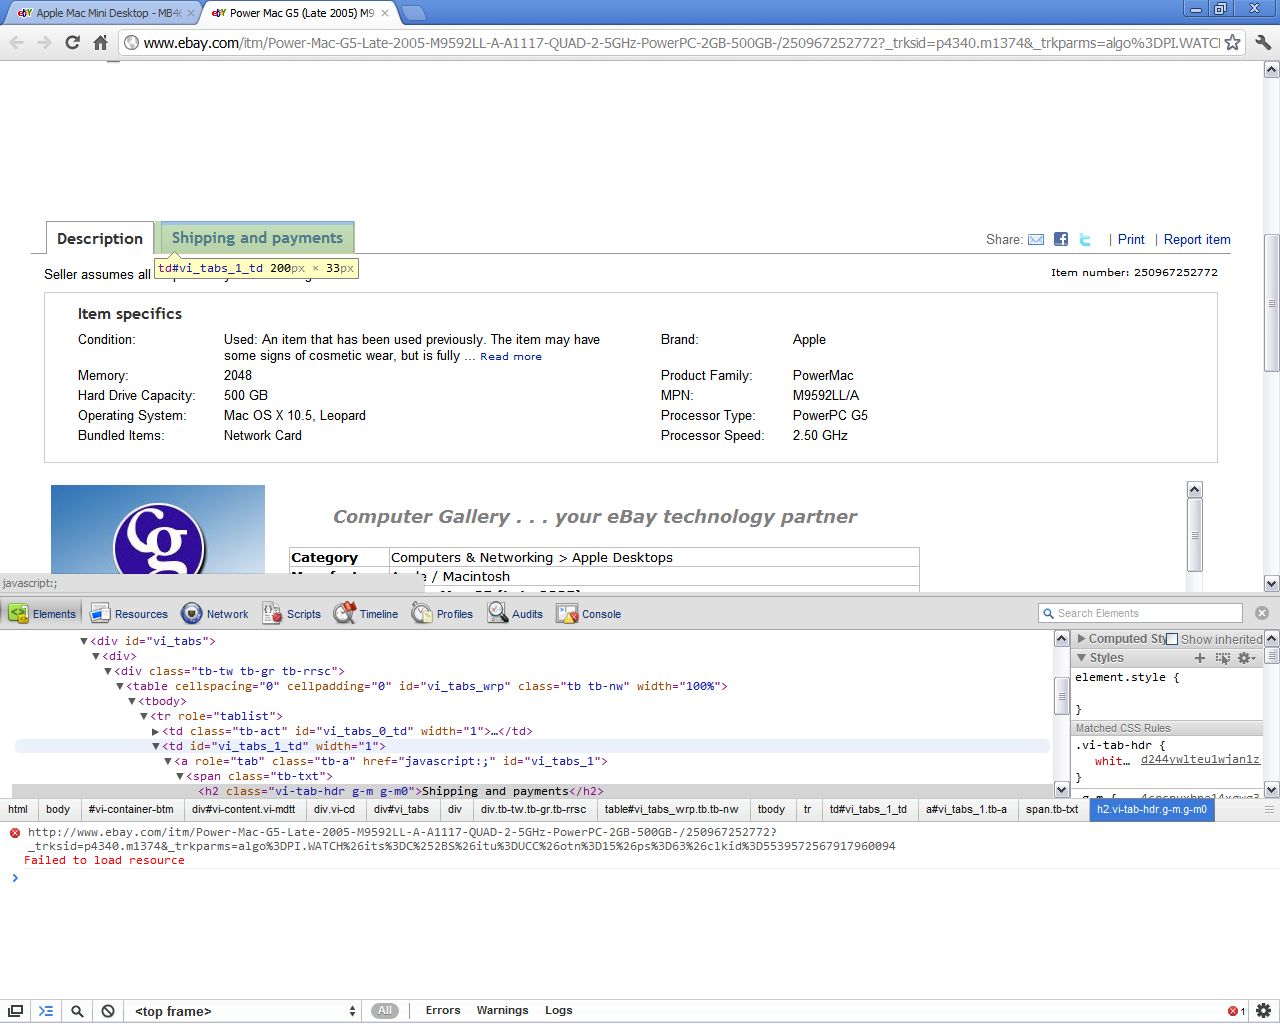 Apple Mac Mini Desktop - MB4
Power Mac G5 (Late 2005) M9
www.ebay.com/itm/Power-Mac-G5-Late-2005-M9592LL-A-A1117-QUAD-2-5GHz-PowerPC-2GB-500GB-/250967252772?_trksid=p4340.m1374&_trkparms=algo%3DPI.WATCH
Description
Shipping and payments
Share:
| Print | Report item
td#vi_tabs_1_td 200px × 33px
Seller assumes all
Item number: 250967252772
Item specifics
Condition: Used: An item that has been used previously. The item may have some signs of cosmetic wear, but is fully ... Read more
Brand: Apple
Memory: 2048
Product Family: PowerMac
Hard Drive Capacity: 500 GB
MPN: M9592LL/A
Operating System: Mac OS X 10.5, Leopard
Processor Type: PowerPC G5
Bundled Items: Network Card
Processor Speed: 2.50 GHz
cg
Computer Gallery . . . your eBay technology partner
Category Computers & Networking > Apple Desktops
Apple / Macintosh
javascript:;
Elements Resources Network Scripts Timeline Profiles Audits Console
Search Elements
▼<div id="vi_tabs">
▼<div>
▼<div class="tb-tw tb-gr tb-rrsc">
▼<table cellspacing="0" cellpadding="0" id="vi_tabs_wrp" class="tb tb-nw" width="100%">
▼<tbody>
▼<tr role="tablist">
▶<td class="tb-act" id="vi_tabs_0_td" width="1">…</td>
▼<td id="vi_tabs_1_td" width="1">
▼<a role="tab" class="tb-a" href="javascript:;" id="vi_tabs_1">
▼<span class="tb-txt">
<h2 class="vi-tab-hdr g-m g-m0">Shipping and payments</h2>
▶ Computed Sty Show inherited
▼ Styles
element.style {
}
Matched CSS Rules
.vi-tab-hdr {
whit… d244ywlteu1wjan1z
}
html body #vi-container-btm div#vi-content.vi-mdtt div.vi-cd div#vi_tabs div div.tb-tw.tb-gr.tb-rrsc table#vi_tabs_wrp.tb.tb-nw tbody tr td#vi_tabs_1_td a#vi_tabs_1.tb-a span.tb-txt h2.vi-tab-hdr.g-m.g-m0
http://www.ebay.com/itm/Power-Mac-G5-Late-2005-M9592LL-A-A1117-QUAD-2-5GHz-PowerPC-2GB-500GB-/250967252772?
_trksid=p4340.m1374&_trkparms=algo%3DPI.WATCH%26its%3DC%252BS%26itu%3DUCC%26otn%3D15%26ps%3D63%26clkid%3D5539572567917960094
Failed to load resource
>
<top frame> All Errors Warnings Logs 1